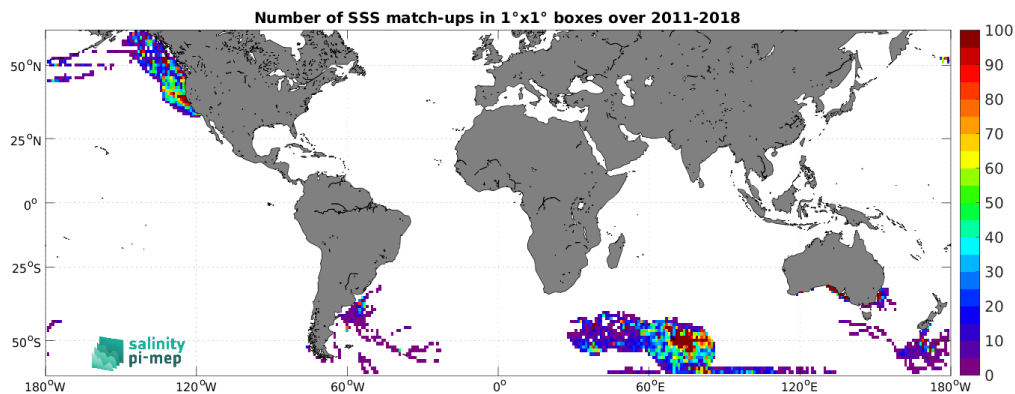 Number of SSS match-ups in 1°x1° boxes over 2011-2018
100
90
80
70
60
50
40
30
20
10
0
50°N
25°N
0°
25°S
50°S
salinity
pi-mep
180°W
120°W
60°W
0°
60°E
120°E
180°W